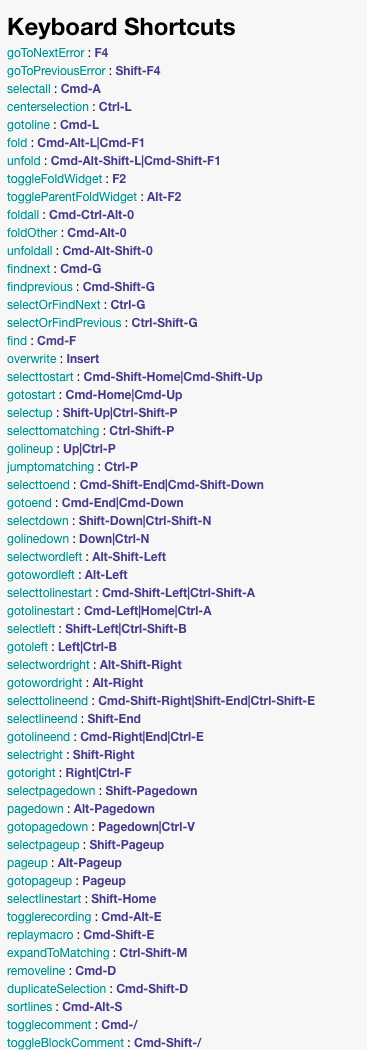 Keyboard Shortcuts
goToNextError : F4
goToPreviousError : Shift-F4
selectall : Cmd-A
centerselection : Ctrl-L
gotoline : Cmd-L
fold : Cmd-Alt-L|Cmd-F1
unfold : Cmd-Alt-Shift-L|Cmd-Shift-F1
toggleFoldWidget : F2
toggleParentFoldWidget : Alt-F2
foldall : Cmd-Ctrl-Alt-0
foldOther : Cmd-Alt-0
unfoldall : Cmd-Alt-Shift-0
findnext : Cmd-G
findprevious : Cmd-Shift-G
selectOrFindNext : Ctrl-G
selectOrFindPrevious : Ctrl-Shift-G
find : Cmd-F
overwrite : Insert
selecttostart : Cmd-Shift-Home|Cmd-Shift-Up
gotostart : Cmd-Home|Cmd-Up
selectup : Shift-Up|Ctrl-Shift-P
selecttomatching : Ctrl-Shift-P
golineup : Up|Ctrl-P
jumptomatching : Ctrl-P
selecttoend : Cmd-Shift-End|Cmd-Shift-Down
gotoend : Cmd-End|Cmd-Down
selectdown : Shift-Down|Ctrl-Shift-N
golinedown : Down|Ctrl-N
selectwordleft : Alt-Shift-Left
gotowordleft : Alt-Left
selecttolinestart : Cmd-Shift-Left|Ctrl-Shift-A
gotolinestart : Cmd-Left|Home|Ctrl-A
selectleft : Shift-Left|Ctrl-Shift-B
gotoleft : Left|Ctrl-B
selectwordright : Alt-Shift-Right
gotowordright : Alt-Right
selecttolineend : Cmd-Shift-Right|Shift-End|Ctrl-Shift-E
selectlineend : Shift-End
gotolineend : Cmd-Right|End|Ctrl-E
selectright : Shift-Right
gotoright : Right|Ctrl-F
selectpagedown : Shift-Pagedown
pagedown : Alt-Pagedown
gotopagedown : Pagedown|Ctrl-V
selectpageup : Shift-Pageup
pageup : Alt-Pageup
gotopageup : Pageup
selectlinestart : Shift-Home
togglerecording : Cmd-Alt-E
replaymacro : Cmd-Shift-E
expandToMatching : Ctrl-Shift-M
removeline : Cmd-D
duplicateSelection : Cmd-Shift-D
sortlines : Cmd-Alt-S
togglecomment : Cmd-/
toggleBlockComment : Cmd-Shift-/